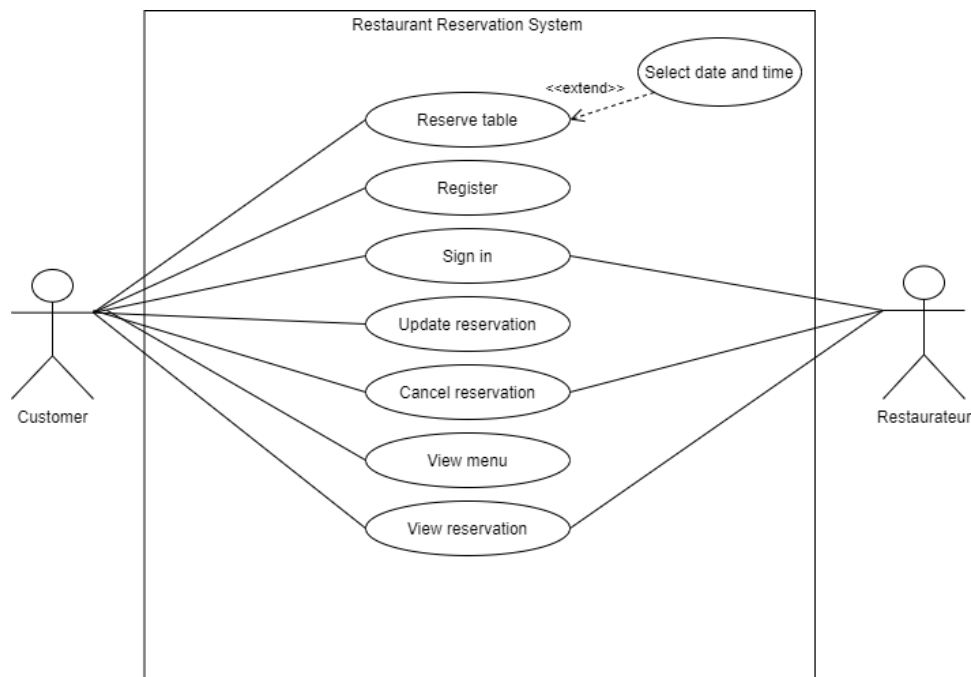 Restaurant Reservation System
Select date and time
<<extend>>
Reserve table
Register
Sign in
Update reservation
Cancel reservation
Customer
Restaurateur
View menu
View reservation